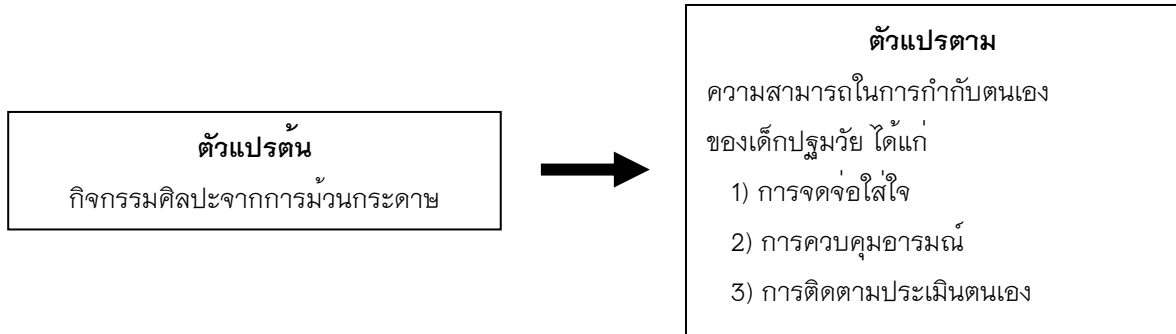 ตัวแปรต้น
กิจกรรมศิลปะจากการม้วนกระดาษ
ตัวแปรตาม
ความสามารถในการกำกับตนเอง
ของเด็กปฐมวัย ได้แก่
1) การจดจ่อใส่ใจ
2) การควบคุมอารมณ์
3) การติดตามประเมินตนเอง